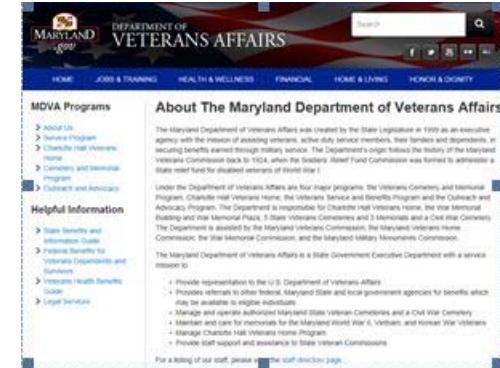 MARYLAND
.gov
DEPARTMENT OF
VETERANS AFFAIRS
Search
HOME JOBS & TRAINING HEALTH & WELLNESS FINANCIAL HOME & LIVING HONOR & DIGNITY
MDVA Programs
About Us
Service Program
Charlotte Hall Veterans
Home
Cemetery and Memorial
Program
Outreach and Advocacy
Helpful Information
State Benefits and
Information Guide
Federal Benefits for
Veterans Dependents and
Survivors
Veterans Health Benefits
Guide
Legal Services
About The Maryland Department of Veterans Affairs
The Maryland Department of Veterans Affairs was created by the State Legislature in 1999 as an executive
agency with the mission of assisting veterans, active duty service members, their families and dependents, in
securing benefits earned through military service. The Department's origin follows the history of the Maryland
Veterans Commission back to 1924, when the Soldiers Relief Fund Commission was formed to administer a
State relief fund for disabled veterans of World War I.
Under the Department of Veterans Affairs are four major programs: the Veterans Cemetery and Memorial
Program, Charlotte Hall Veterans Home, the Veterans Service and Benefits Program and the Outreach and
Advocacy Program. The Department is responsible for Charlotte Hall Veterans Home, the War Memorial
Building and War Memorial Plaza, 5 State Veterans Cemeteries and 3 Memorials and a Civil War Cemetery.
The Department is assisted by the Maryland Veterans Commission, the Maryland Veterans Home
Commission, the War Memorial Commission, and the Maryland Military Monuments Commission.
The Maryland Department of Veterans Affairs is a State Government Executive Department with a service
mission to:
Provide representation to the U.S. Department of Veterans Affairs
Provides referrals to other federal, Maryland State and local government agencies for benefits which
may be available to eligible individuals
Manage and operate authorized Maryland State Veteran Cemeteries and a Civil War Cemetery
Maintain and care for memorials for the Maryland World War II, Vietnam, and Korean War Veterans
Manage Charlotte Hall Veterans Home Program
Provide staff support and assistance to State Veteran Commissions
For a listing of our staff, please the staff directory page.